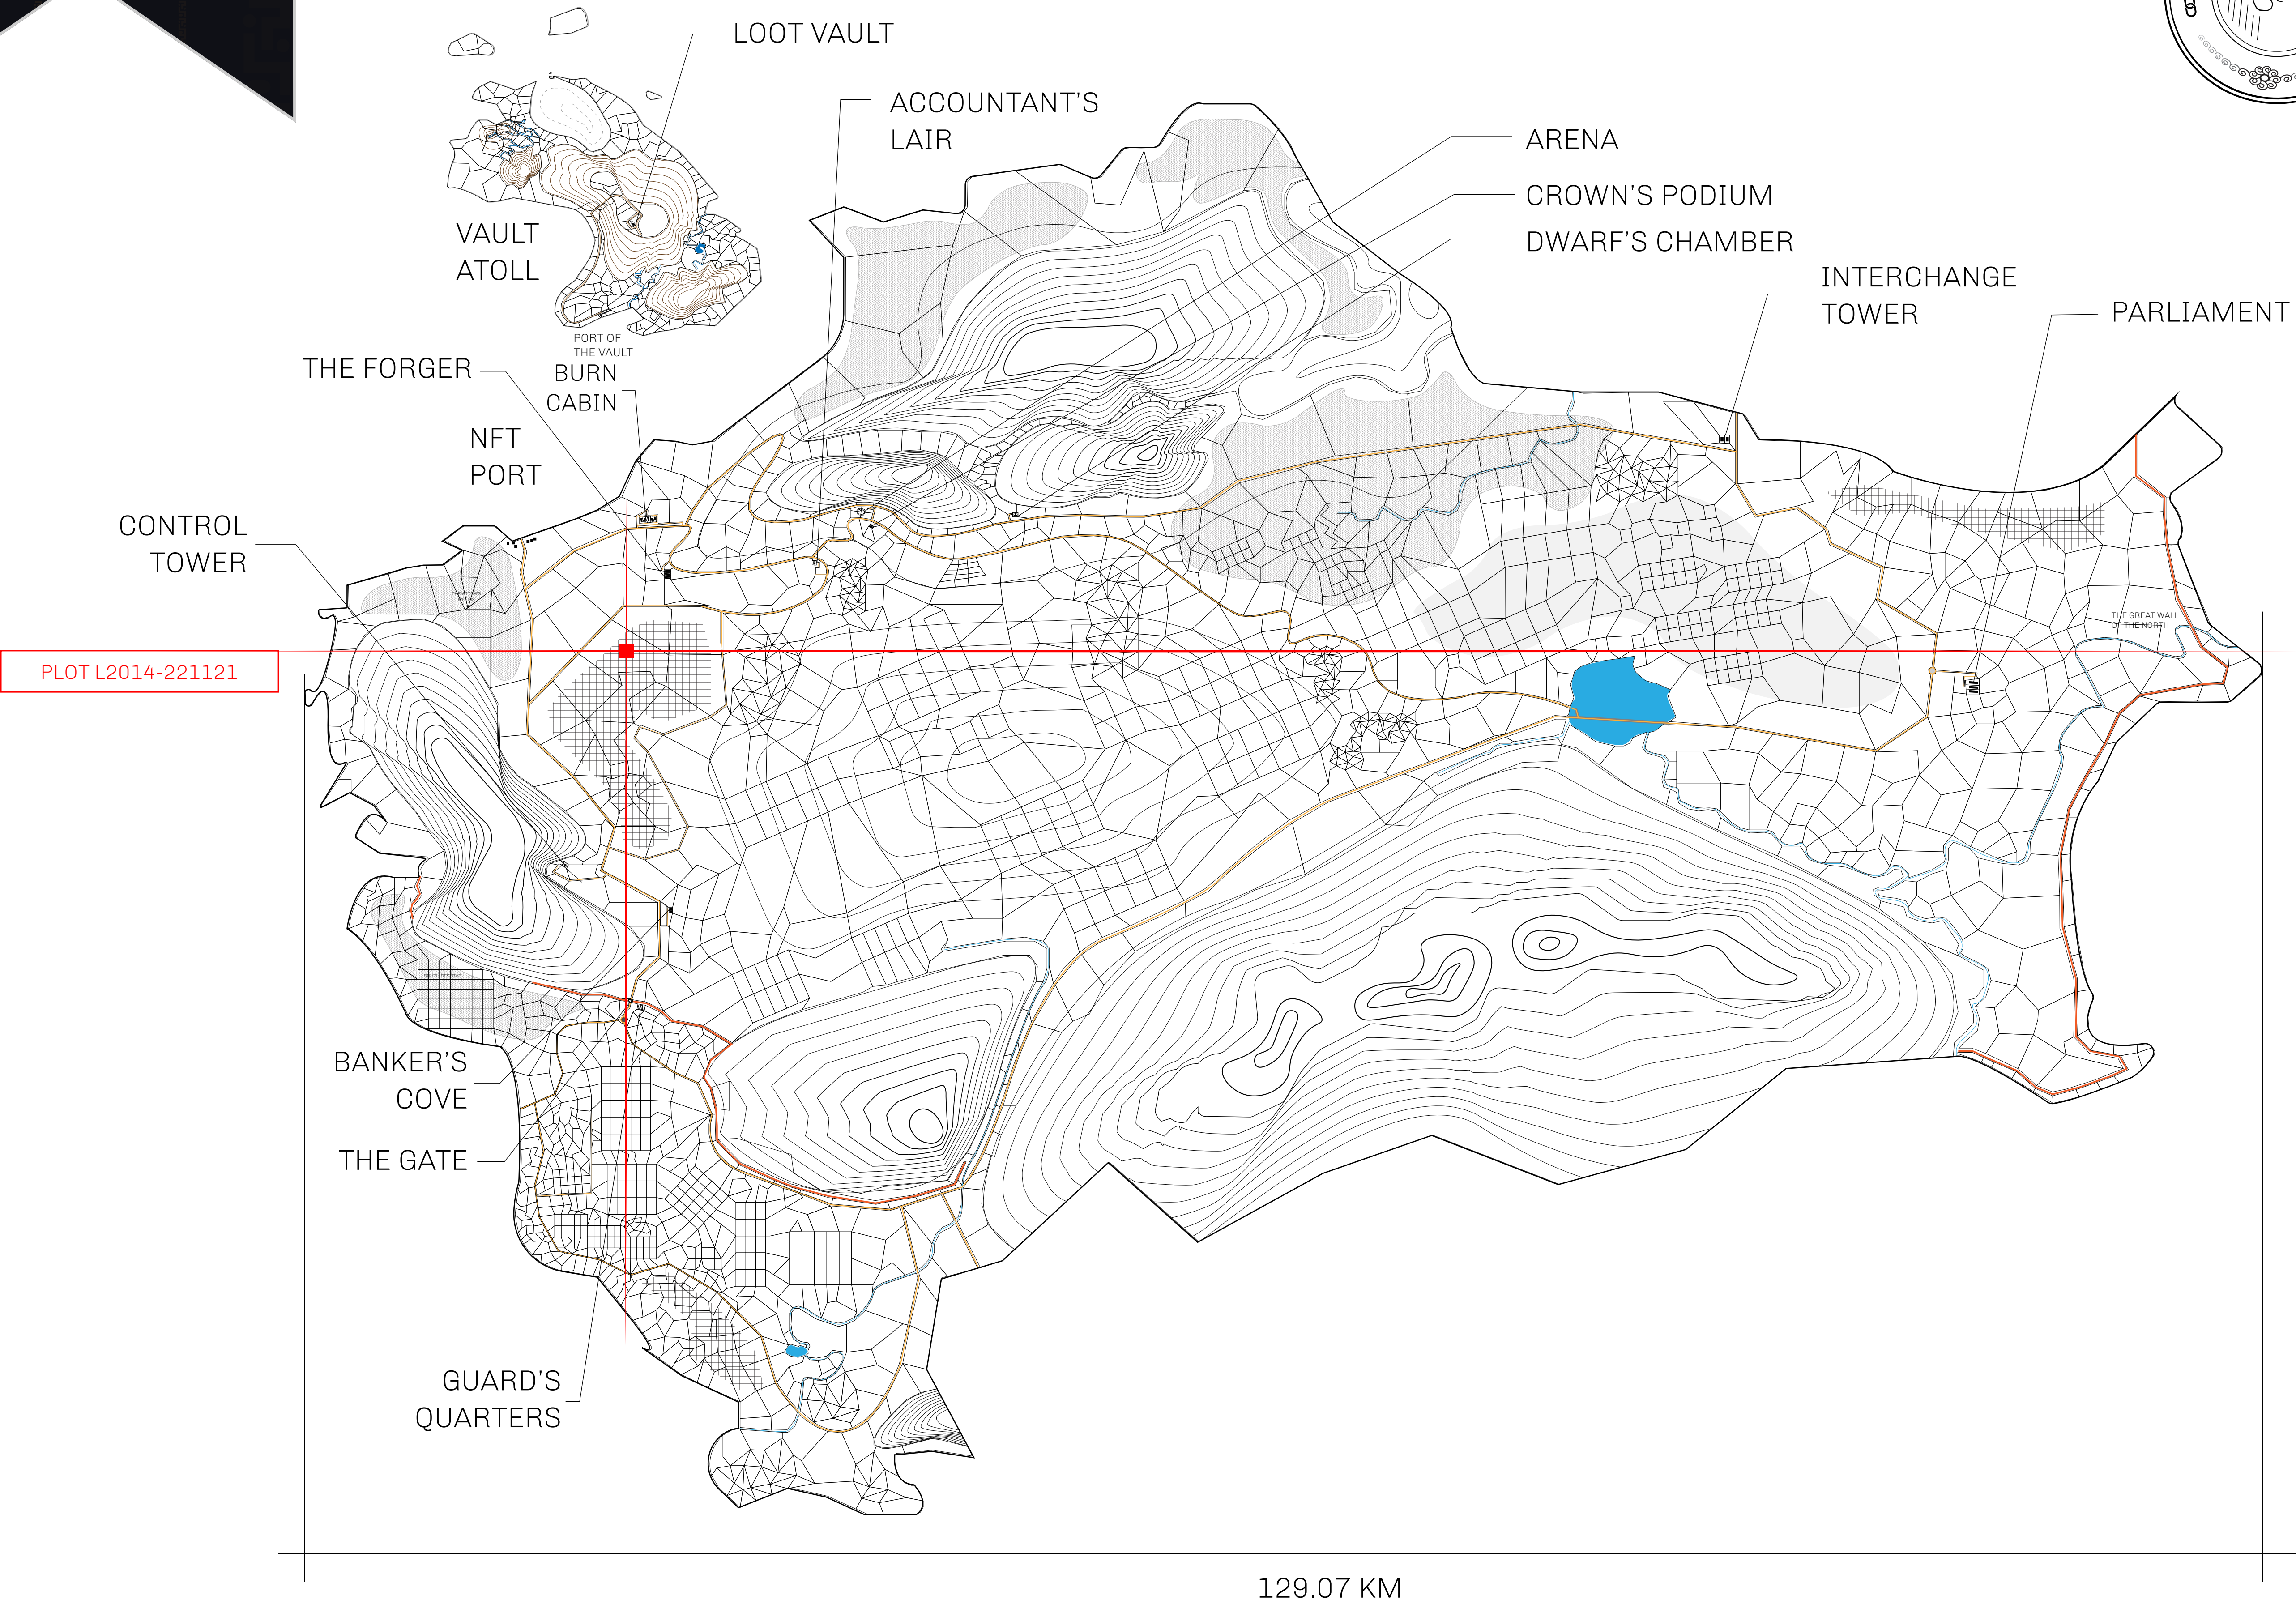 LOOT VAULT
ACCOUNTANT'S
LAIR
ARENA
CROWN'S PODIUM
DWARF'S CHAMBER
VAULT
ATOLL
INTERCHANGE
TOWER
PARLIAMENT
PORT OF
THE VAULT
THE FORGER
BURN
CABIN
NFT
PORT
CONTROL
TOWER
THE GREAT WALL
OF THE NORTH
PLOT L2014-221121
SOUTH RESERVE
BANKER'S
COVE
THE GATE
GUARD'S
QUARTERS
129.07 KM